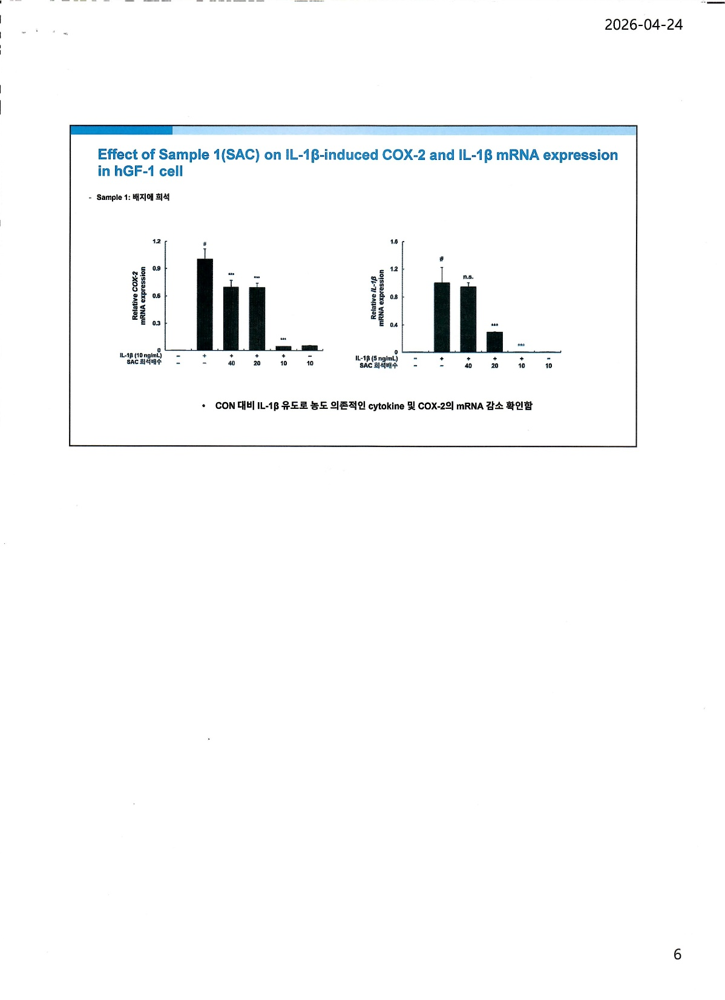 2026-04-24
Effect of Sample 1(SAC) on IL-1β-induced COX-2 and IL-1β mRNA expression
in hGF-1 cell
- Sample 1: 배지에 희석
Relative COX-2
mRNA expression
1.2
0.9
0.6
0.3
0
#
***
***
***
IL-1β (10 ng/mL) - + + + + -
SAC 희석배수 - - 40 20 10 10
Relative IL-1β
mRNA expression
1.6
1.2
0.8
0.4
0
#
n.s.
***
***
IL-1β (5 ng/mL) - + + + + -
SAC 희석배수 - - 40 20 10 10
• CON 대비 IL-1β 유도로 농도 의존적인 cytokine 및 COX-2의 mRNA 감소 확인함
6